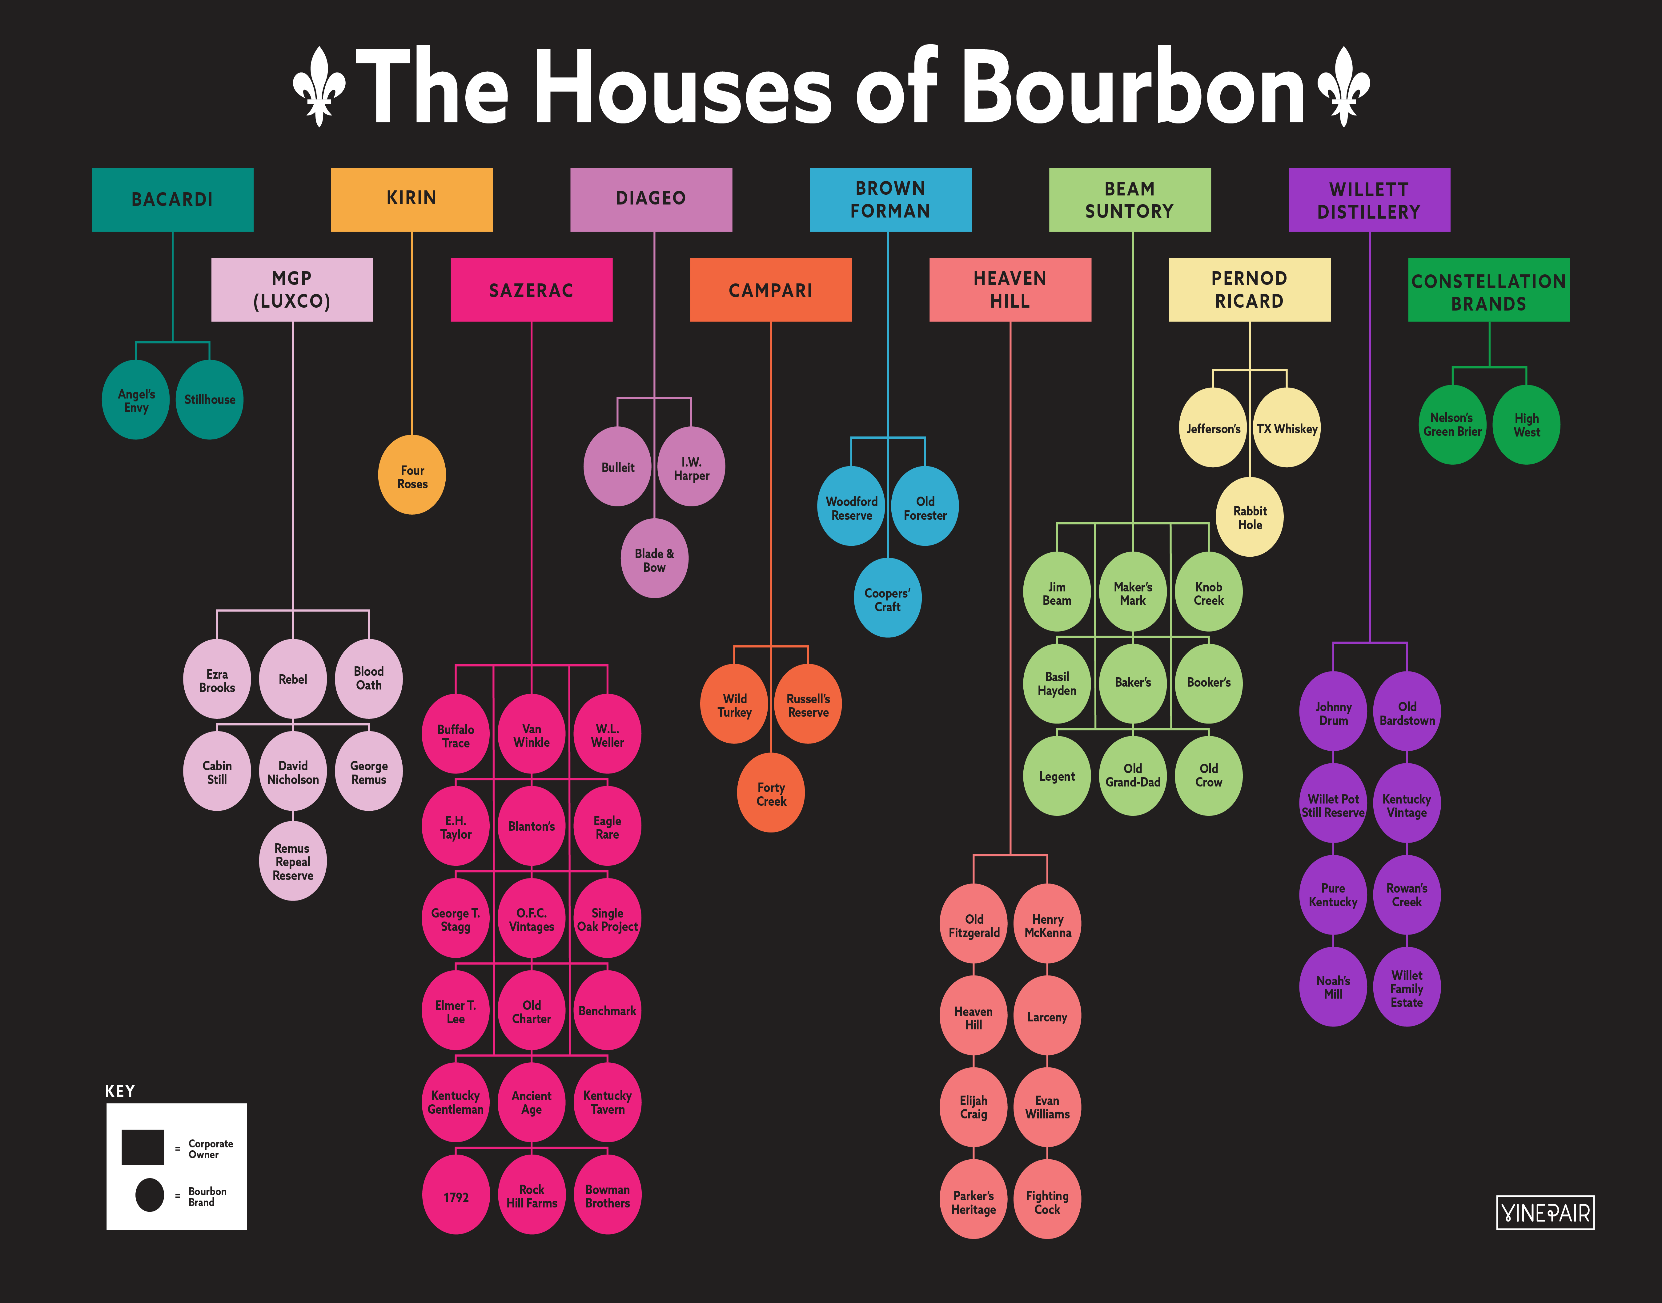 The Houses of Bourbon
BACARDI
KIRIN
DIAGEO
BROWN
FORMAN
BEAM
SUNTORY
WILLETT
DISTILLERY
MGP
(LUXCO)
SAZERAC
CAMPARI
HEAVEN
HILL
PERNOD
RICARD
CONSTELLATION
BRANDS
Angel's
Envy
Stillhouse
Four
Roses
Bulleit
I.W.
Harper
Blade &
Bow
Woodford
Reserve
Old
Forester
Coopers'
Craft
Jefferson's
TX Whiskey
Rabbit
Hole
Nelson's
Green Brier
High
West
Ezra
Brooks
Rebel
Blood
Oath
Cabin
Still
David
Nicholson
George
Remus
Remus
Repeal
Reserve
Buffalo
Trace
Van
Winkle
W.L.
Weller
E.H.
Taylor
Blanton's
Eagle
Rare
George T.
Stagg
O.F.C.
Vintages
Single
Oak Project
Elmer T.
Lee
Old
Charter
Benchmark
Kentucky
Gentleman
Ancient
Age
Kentucky
Tavern
1792
Rock
Hill Farms
Bowman
Brothers
Wild
Turkey
Russell's
Reserve
Forty
Creek
Jim
Beam
Maker's
Mark
Knob
Creek
Basil
Hayden
Baker's
Booker's
Legent
Old
Grand-Dad
Old
Crow
Old
Fitzgerald
Henry
McKenna
Heaven
Hill
Larceny
Elijah
Craig
Evan
Williams
Parker's
Heritage
Fighting
Cock
Johnny
Drum
Old
Bardstown
Willet Pot
Still Reserve
Kentucky
Vintage
Pure
Kentucky
Rowan's
Creek
Noah's
Mill
Willet
Family
Estate
KEY
= Corporate
Owner
= Bourbon
Brand
VINEPAIR